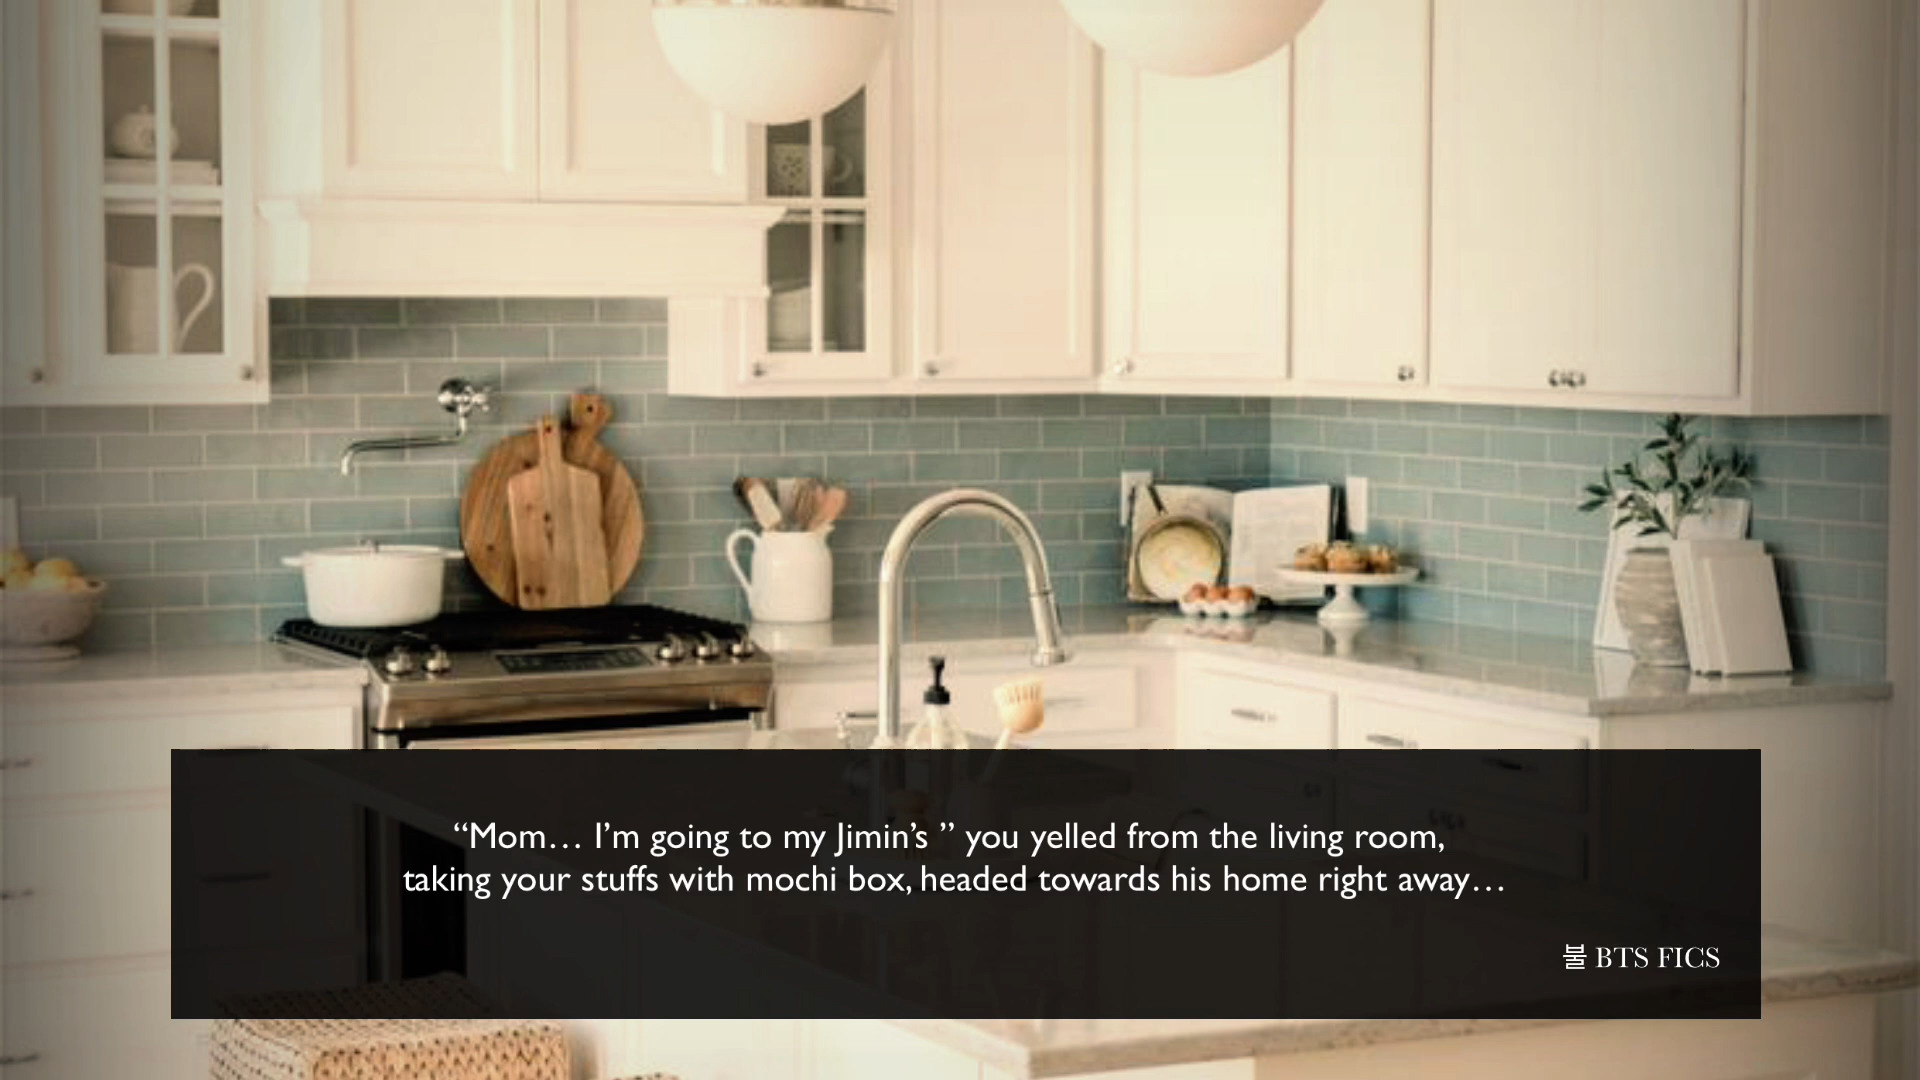 “Mom… I’m going to my Jimin’s ” you yelled from the living room,
taking your stuffs with mochi box, headed towards his home right away…
불 BTS FICS